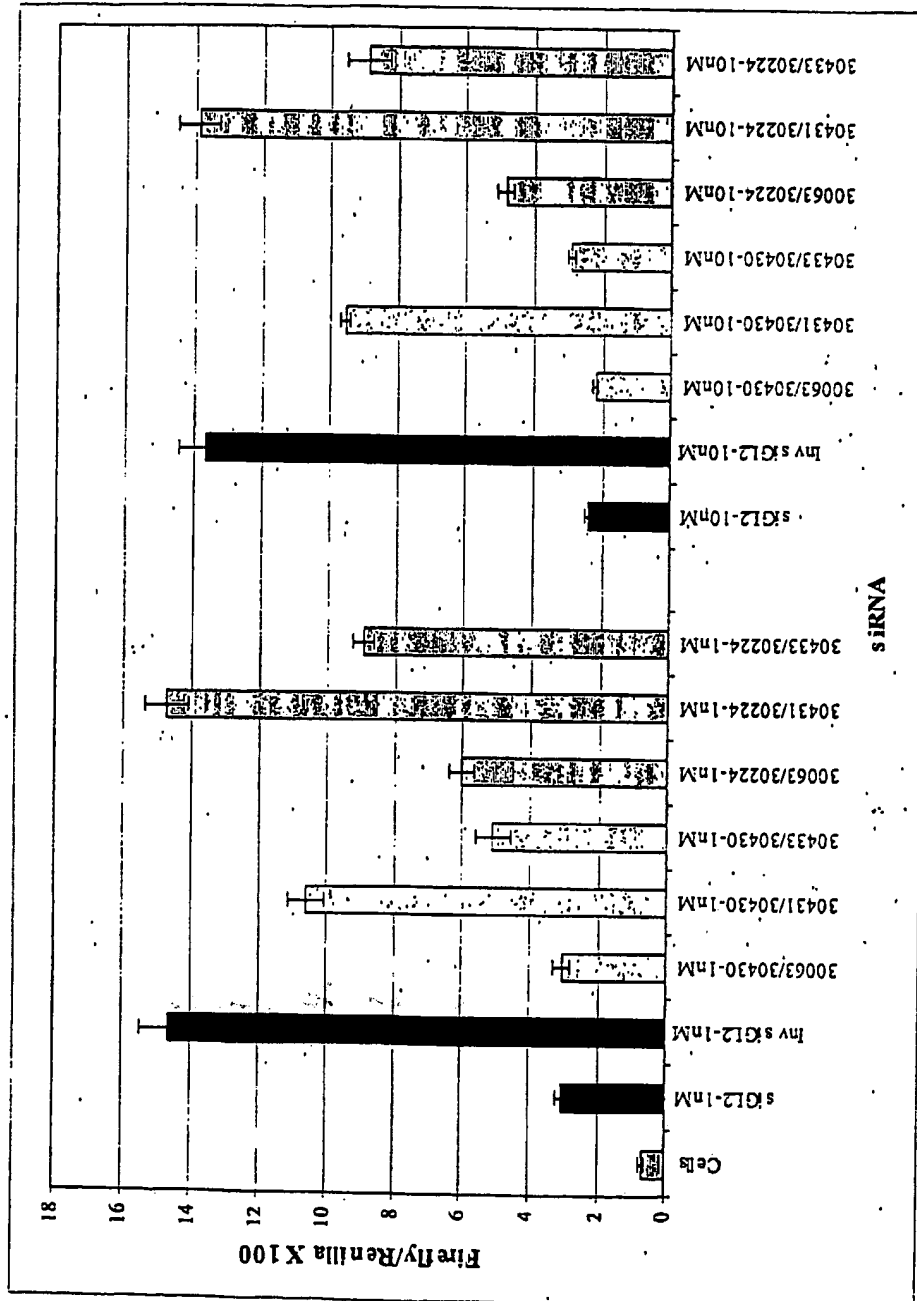 Firefly/Renilla X 100
18
16
14
12
10
8
6
4
2
0
Cells
siGL2-1nM
Inv siGL2-1nM
30063/30430-1nM
30431/30430-1nM
30433/30430-1nM
30063/30224-1nM
30431/30224-1nM
30433/30224-1nM
siGL2-10nM
Inv siGL2-10nM
30063/30430-10nM
30431/30430-10nM
30433/30430-10nM
30063/30224-10nM
30431/30224-10nM
30433/30224-10nM
siRNA